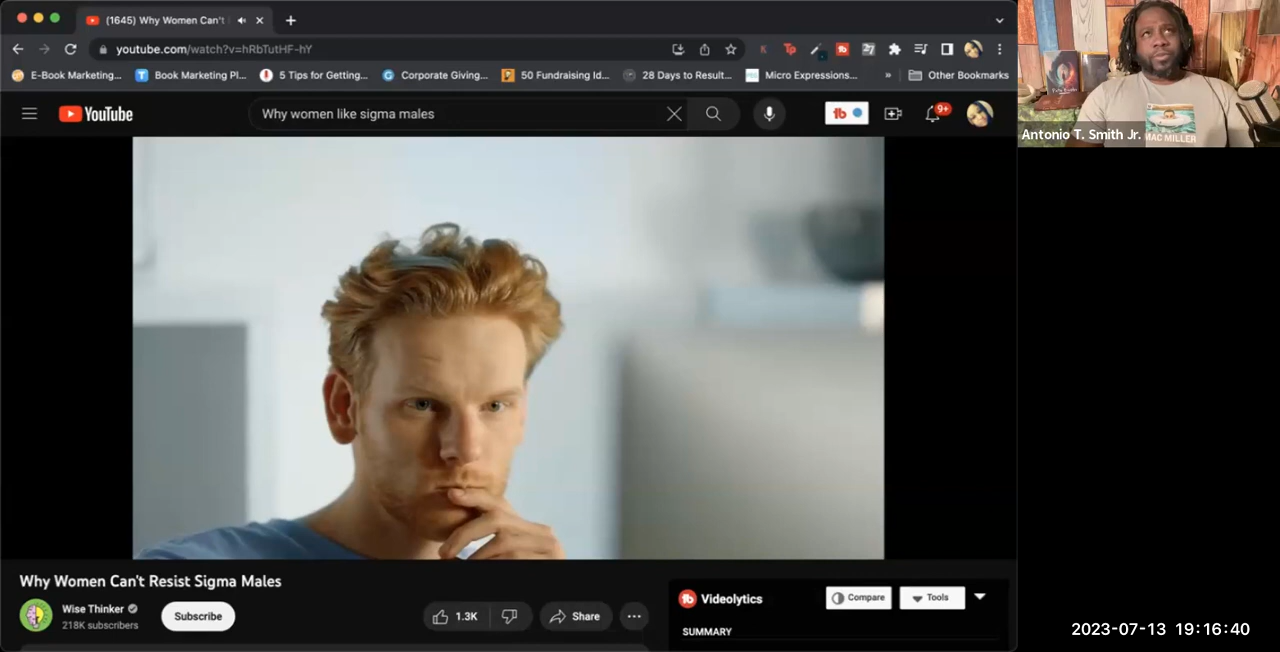 (1645) Why Women Can't
youtube.com/watch?v=hRbTutHF-hY
E-Book Marketing...
Book Marketing Pl...
5 Tips for Getting...
Corporate Giving...
50 Fundraising Id...
28 Days to Result...
Micro Expressions...
»
Other Bookmarks
YouTube
Why women like sigma males
9+
Antonio T. Smith Jr.
MAC MILLER
Why Women Can't Resist Sigma Males
Wise Thinker
218K subscribers
Subscribe
1.3K
Share
Videolytics
Compare
Tools
SUMMARY
2023-07-13 19:16:40